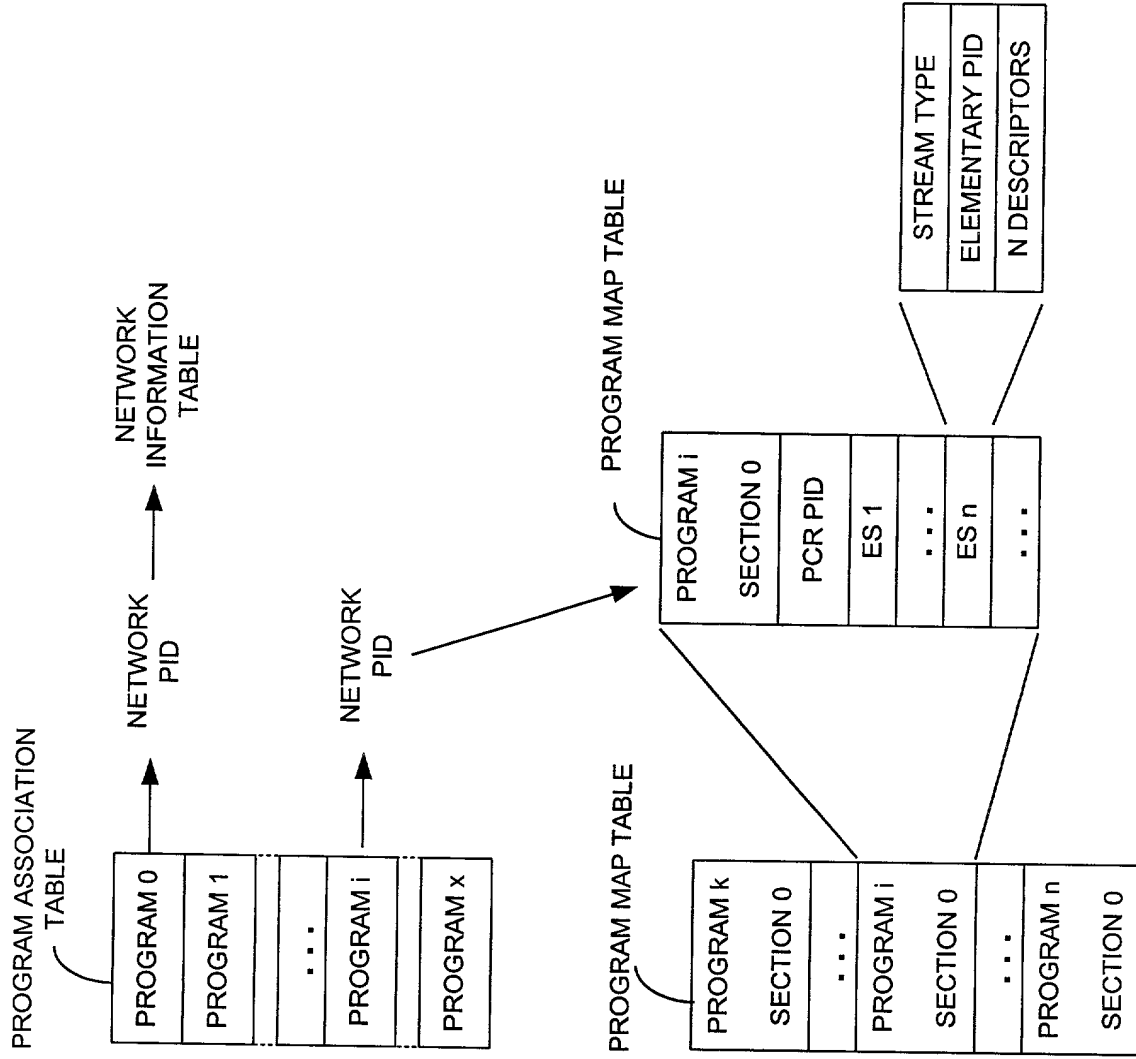 PROGRAM ASSOCIATION
TABLE
PROGRAM 0
PROGRAM 1
...
PROGRAM i
PROGRAM x
NETWORK
PID
NETWORK
INFORMATION
TABLE
NETWORK
PID
PROGRAM MAP TABLE
PROGRAM k
SECTION 0
...
PROGRAM i
SECTION 0
...
PROGRAM n
SECTION 0
PROGRAM MAP TABLE
PROGRAM i
SECTION 0
PCR PID
ES 1
...
ES n
...
STREAM TYPE
ELEMENTARY PID
N DESCRIPTORS